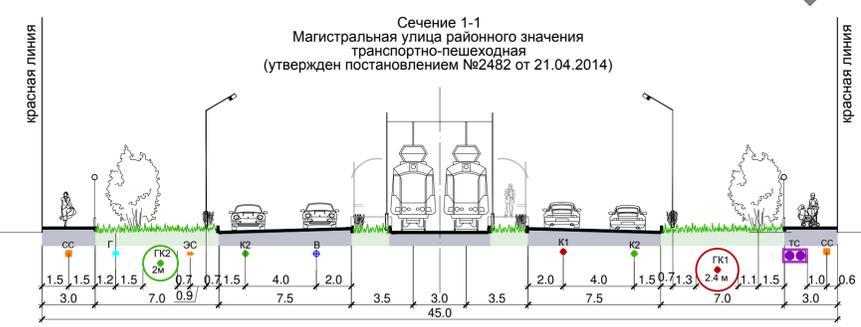 Сечение 1-1
Магистральная улица районного значения
транспортно-пешеходная
(утвержден постановлением №2482 от 21.04.2014)
красная линия
красная линия
СС Г ГК2 2м ЭС К2 В К1 К2 ГК1 2.4 м ТС СС
1.5 1.5 1.2 1.5 0.7 0.7 1.5 4.0 2.0 2.0 4.0 1.5 0.7 1.3 1.1 1.5 1.0 0.6
0.9
3.0 7.0 7.5 3.5 3.0 3.5 7.5 7.0 3.0
45.0